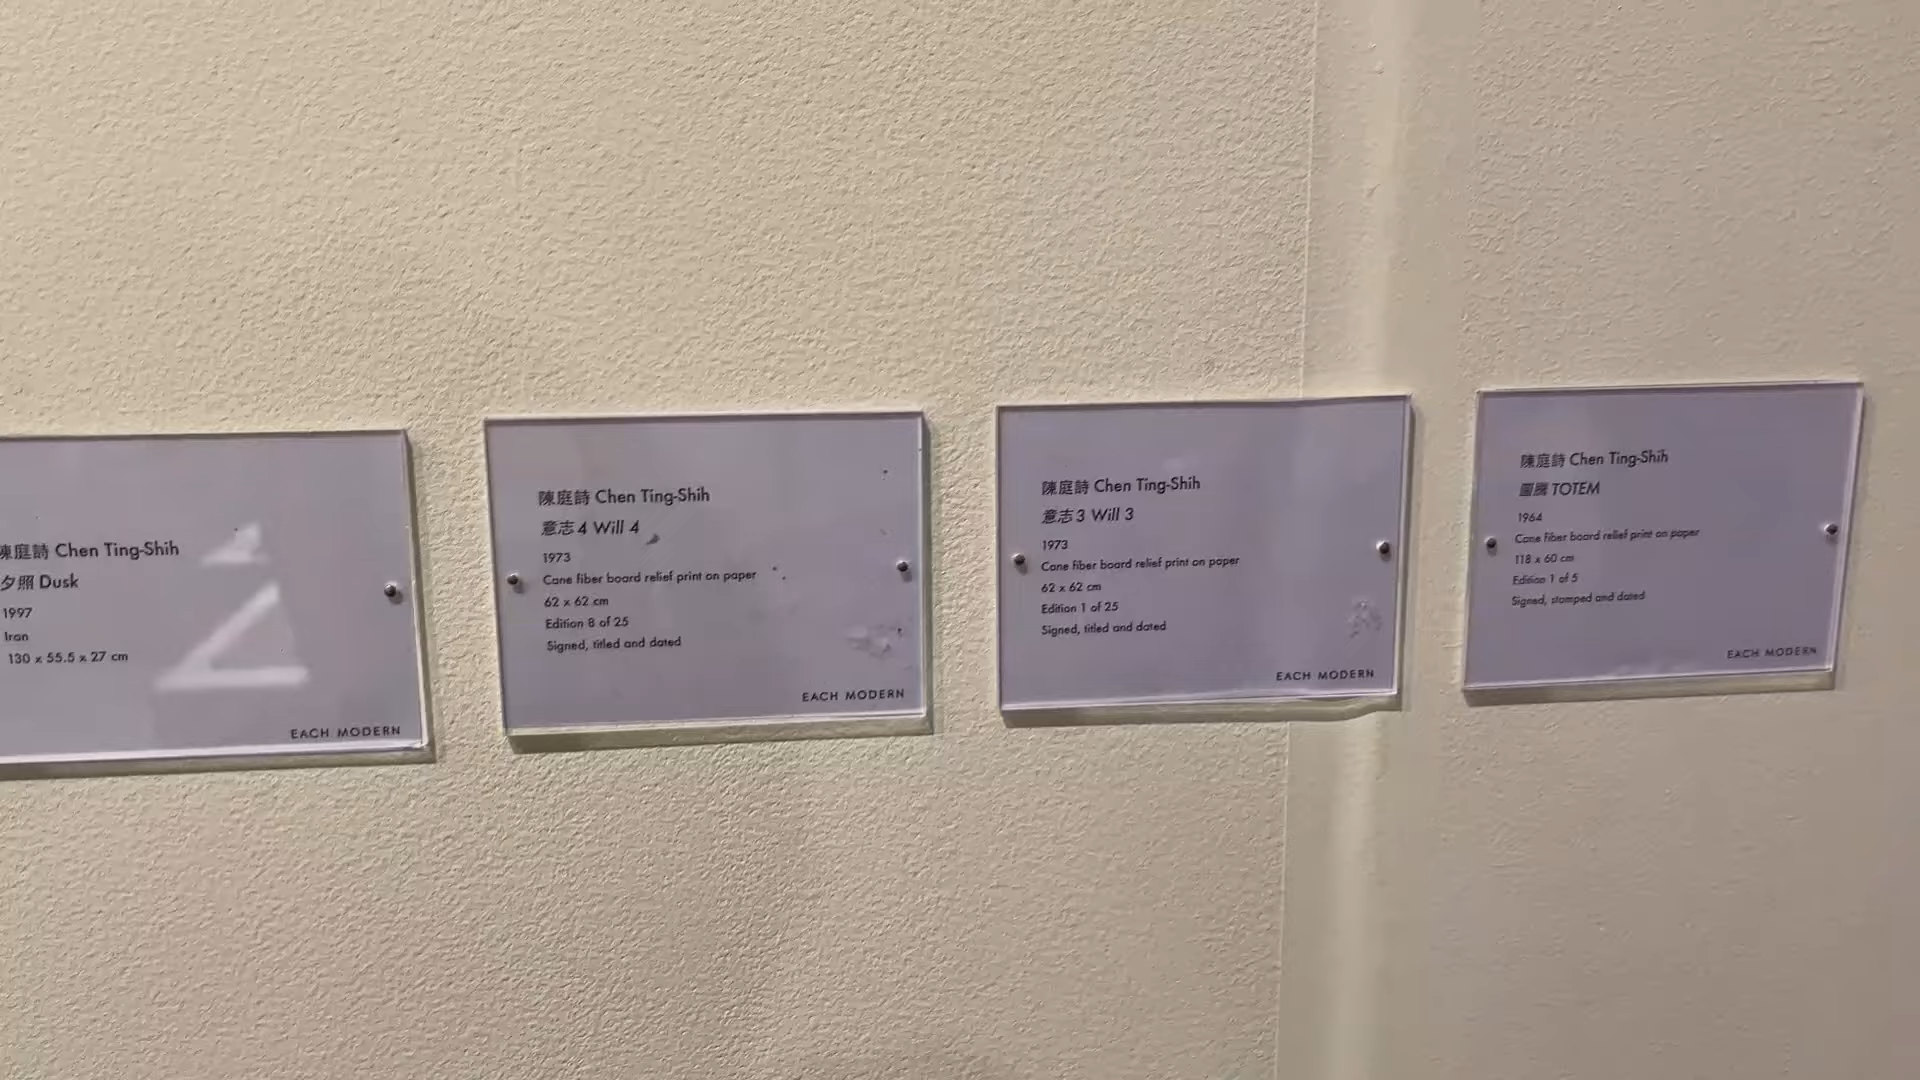 陳庭詩 Chen Ting-Shih
夕照 Dusk
1997
Iron
130 x 55.5 x 27 cm
EACH MODERN
陳庭詩 Chen Ting-Shih
意志4 Will 4
1973
Cane fiber board relief print on paper
62 x 62 cm
Edition 8 of 25
Signed, titled and dated
EACH MODERN
陳庭詩 Chen Ting-Shih
意志3 Will 3
1973
Cane fiber board relief print on paper
62 x 62 cm
Edition 1 of 25
Signed, titled and dated
EACH MODERN
陳庭詩 Chen Ting-Shih
圖騰 TOTEM
1964
Cane fiber board relief print on paper
118 x 60 cm
Edition 1 of 5
Signed, stamped and dated
EACH MODERN